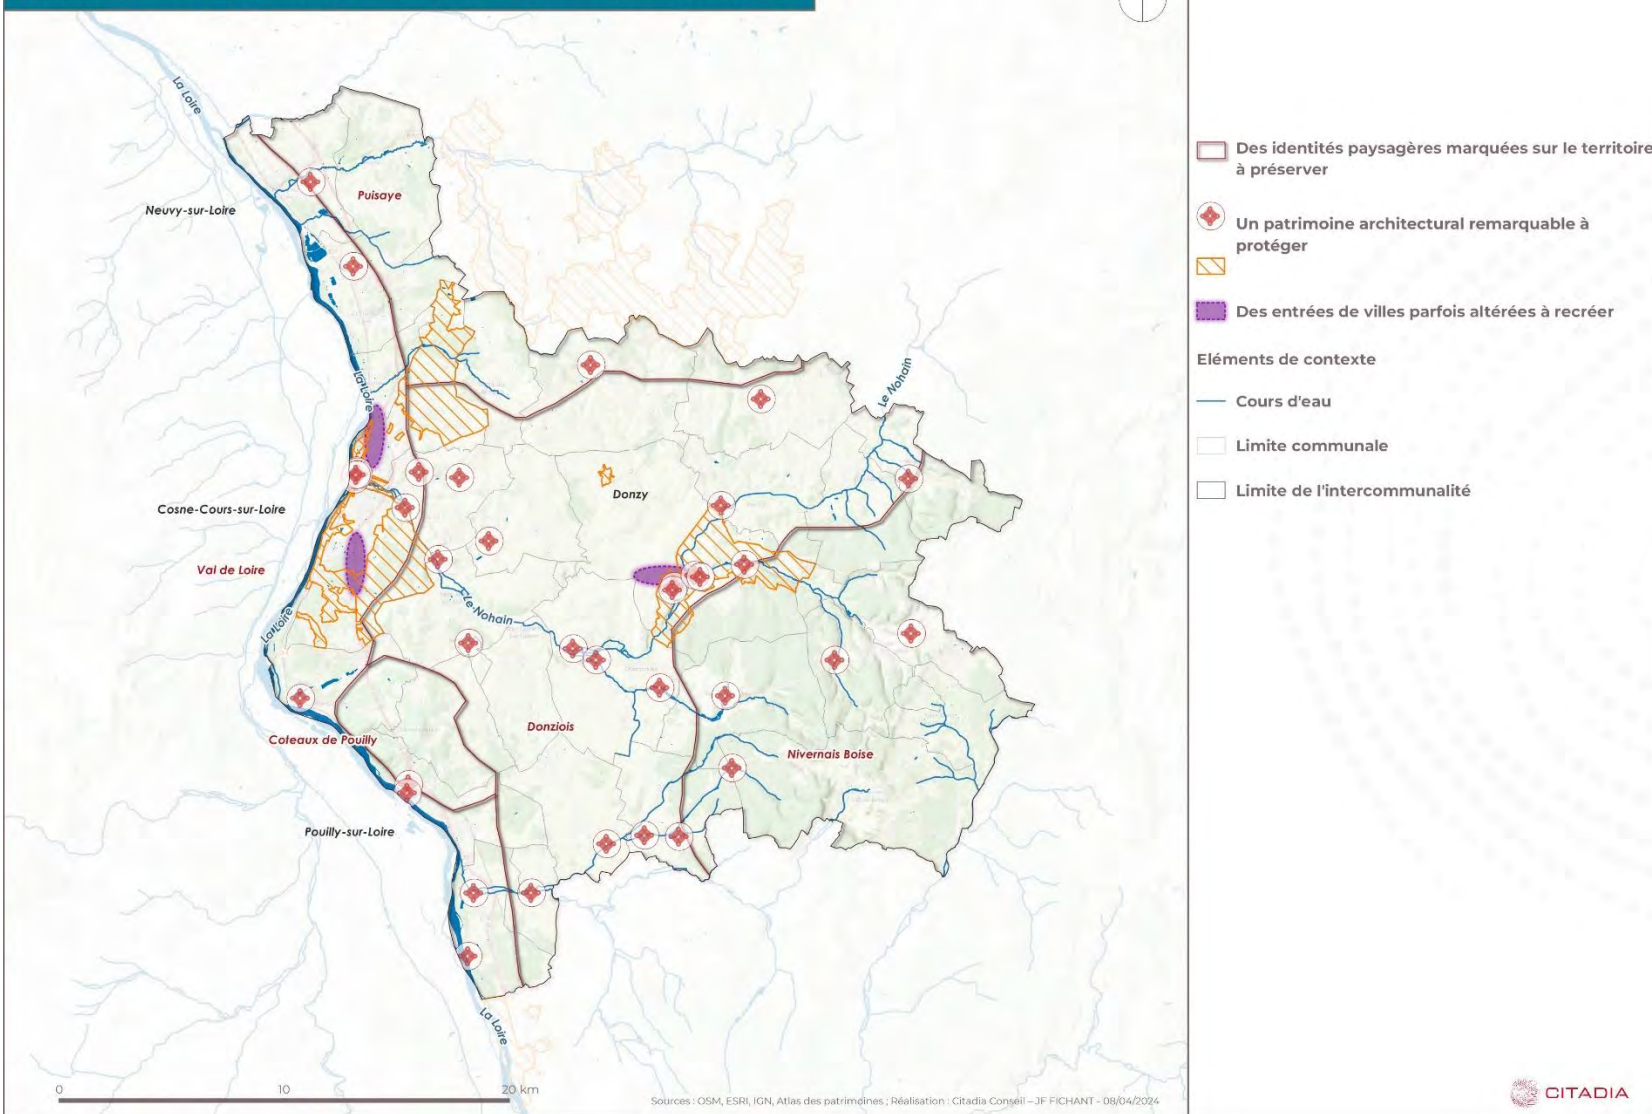 La Loire
Puisaye
Neuvy-sur-Loire
La Loire
Le Nohain
Donzy
Cosne-Cours-sur-Loire
Val de Loire
Le Nohain
La Loire
Donziois
Coteaux de Pouilly
Nivernais Boise
Pouilly-sur-Loire
La Loire
0 10 20 km
Sources : OSM, ESRI, IGN, Atlas des patrimoines ; Réalisation : Citadia Conseil – JF FICHANT - 08/04/2024
Des identités paysagères marquées sur le territoire
à préserver
Un patrimoine architectural remarquable à
protéger
Des entrées de villes parfois altérées à recréer
Eléments de contexte
Cours d'eau
Limite communale
Limite de l'intercommunalité
CITADIA